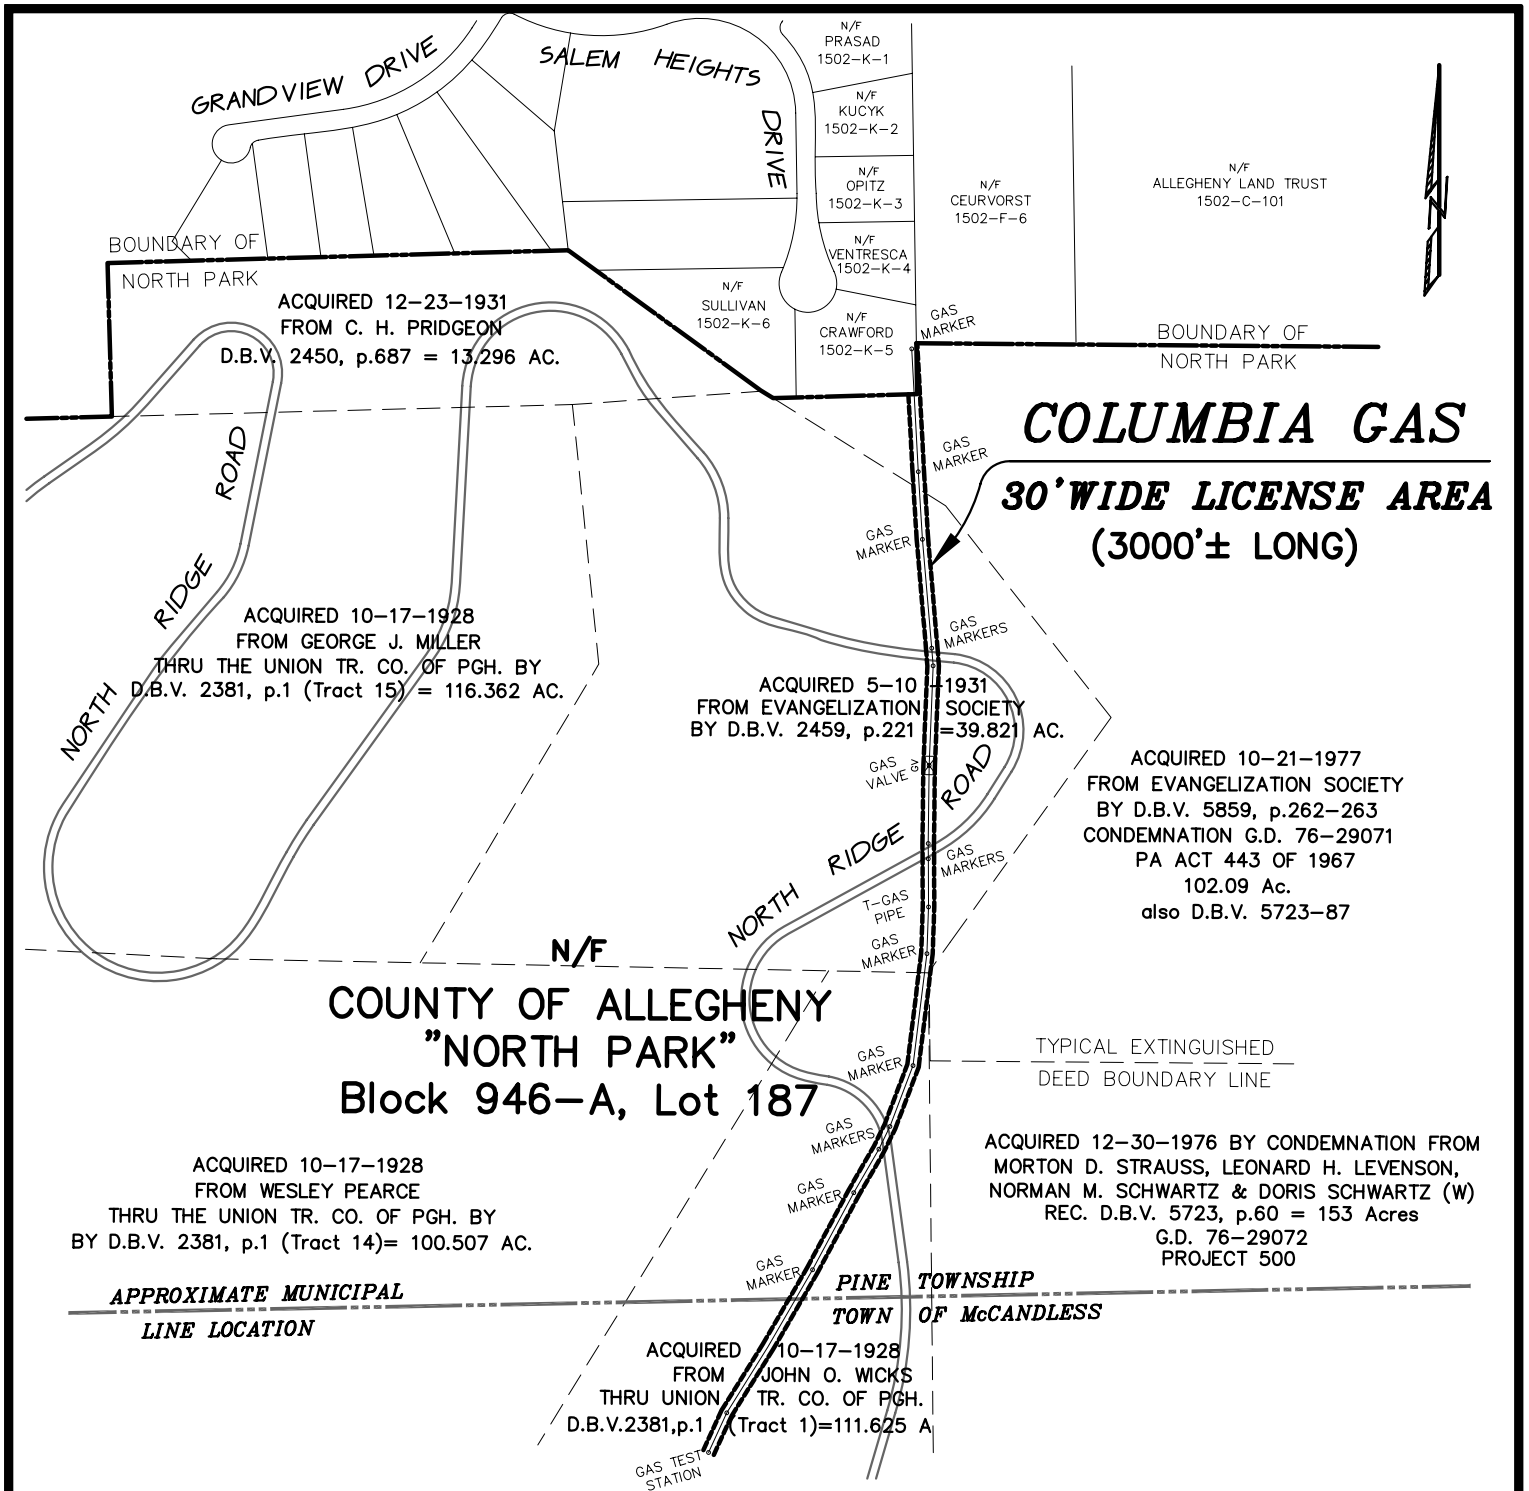 GRANDVIEW DRIVE
SALEM HEIGHTS
DRIVE
N/F
PRASAD
1502-K-1
N/F
KUCYK
1502-K-2
N/F
OPITZ
1502-K-3
N/F
VENTRESCA
1502-K-4
N/F
CRAWFORD
1502-K-5
N/F
SULLIVAN
1502-K-6
N/F
CEURVORST
1502-F-6
N/F
ALLEGHENY LAND TRUST
1502-C-101
N
BOUNDARY OF
NORTH PARK
ACQUIRED 12-23-1931
FROM C. H. PRIDGEON
D.B.V. 2450, p.687 = 13.296 AC.
GAS
MARKER
BOUNDARY OF
NORTH PARK
COLUMBIA GAS
30'WIDE LICENSE AREA
(3000'± LONG)
GAS
MARKER
GAS
MARKER
GAS
MARKERS
NORTH RIDGE ROAD
ACQUIRED 10-17-1928
FROM GEORGE J. MILLER
THRU THE UNION TR. CO. OF PGH. BY
D.B.V. 2381, p.1 (Tract 15) = 116.362 AC.
ACQUIRED 5-10-1931
FROM EVANGELIZATION SOCIETY
BY D.B.V. 2459, p.221 =39.821 AC.
GAS
VALVE GV
NORTH RIDGE ROAD
ACQUIRED 10-21-1977
FROM EVANGELIZATION SOCIETY
BY D.B.V. 5859, p.262-263
CONDEMNATION G.D. 76-29071
PA ACT 443 OF 1967
102.09 Ac.
also D.B.V. 5723-87
GAS
MARKERS
T-GAS
PIPE
GAS
MARKER
N/F
COUNTY OF ALLEGHENY
"NORTH PARK"
Block 946-A, Lot 187
GAS
MARKER
TYPICAL EXTINGUISHED
DEED BOUNDARY LINE
GAS
MARKERS
GAS
MARKER
GAS
MARKER
ACQUIRED 10-17-1928
FROM WESLEY PEARCE
THRU THE UNION TR. CO. OF PGH. BY
BY D.B.V. 2381, p.1 (Tract 14)= 100.507 AC.
ACQUIRED 12-30-1976 BY CONDEMNATION FROM
MORTON D. STRAUSS, LEONARD H. LEVENSON,
NORMAN M. SCHWARTZ & DORIS SCHWARTZ (W)
REC. D.B.V. 5723, p.60 = 153 Acres
G.D. 76-29072
PROJECT 500
APPROXIMATE MUNICIPAL
LINE LOCATION
PINE TOWNSHIP
TOWN OF McCANDLESS
ACQUIRED 10-17-1928
FROM JOHN O. WICKS
THRU UNION TR. CO. OF PGH.
D.B.V.2381,p.1 (Tract 1)=111.625 A
GAS TEST
STATION